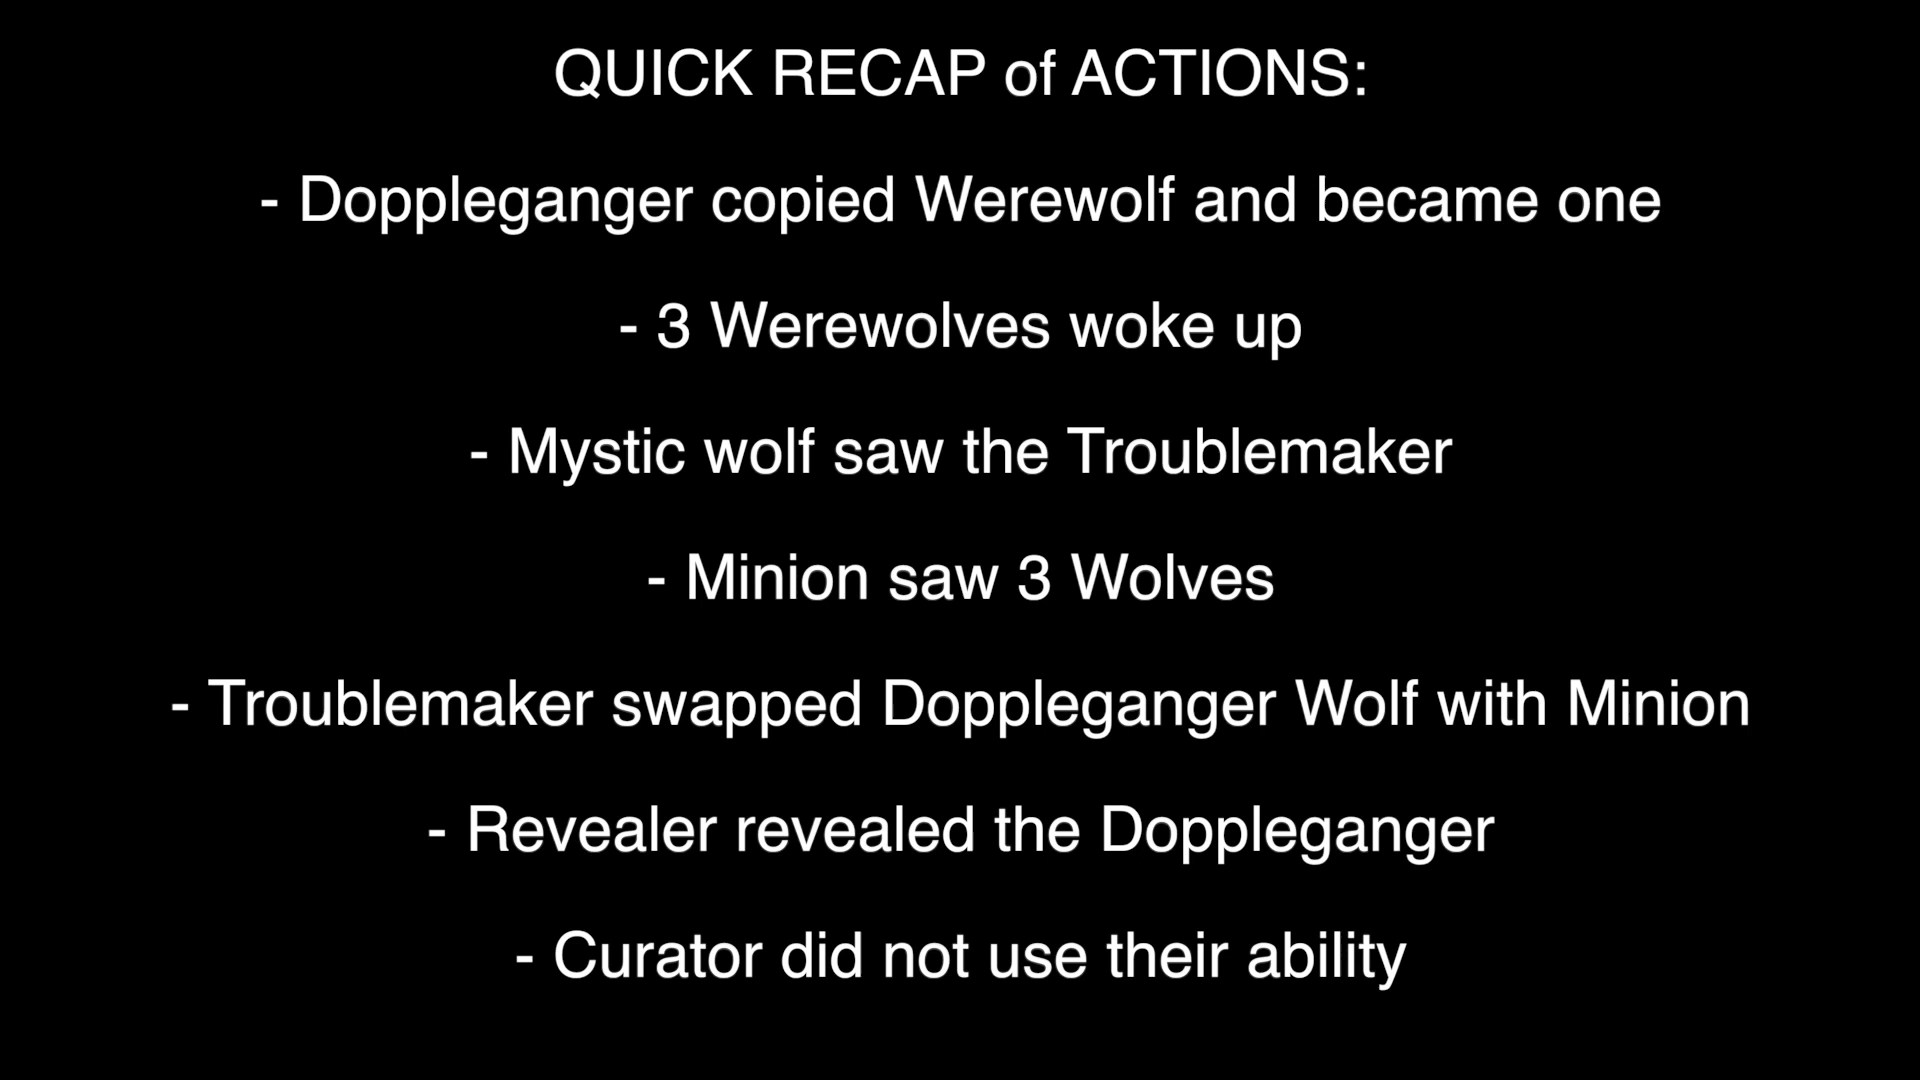 QUICK RECAP of ACTIONS:
- Doppleganger copied Werewolf and became one
- 3 Werewolves woke up
- Mystic wolf saw the Troublemaker
- Minion saw 3 Wolves
- Troublemaker swapped Doppleganger Wolf with Minion
- Revealer revealed the Doppleganger
- Curator did not use their ability